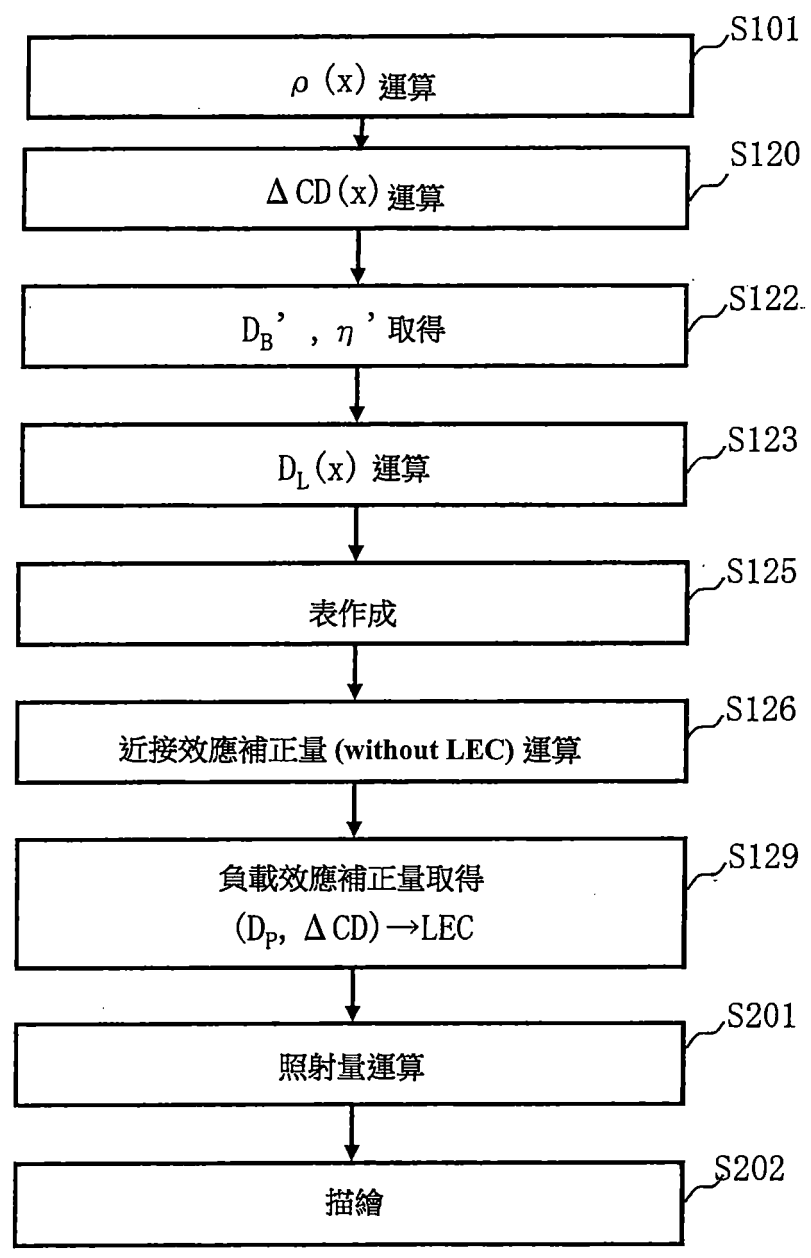 S101
ρ (x) 運算
S120
Δ CD(x) 運算
S122
D_B’ , η ’ 取得
S123
D_L(x) 運算
S125
表作成
S126
近接效應補正量 (without LEC) 運算
S129
負載效應補正量取得
(D_P, Δ CD)→LEC
S201
照射量運算
S202
描繪